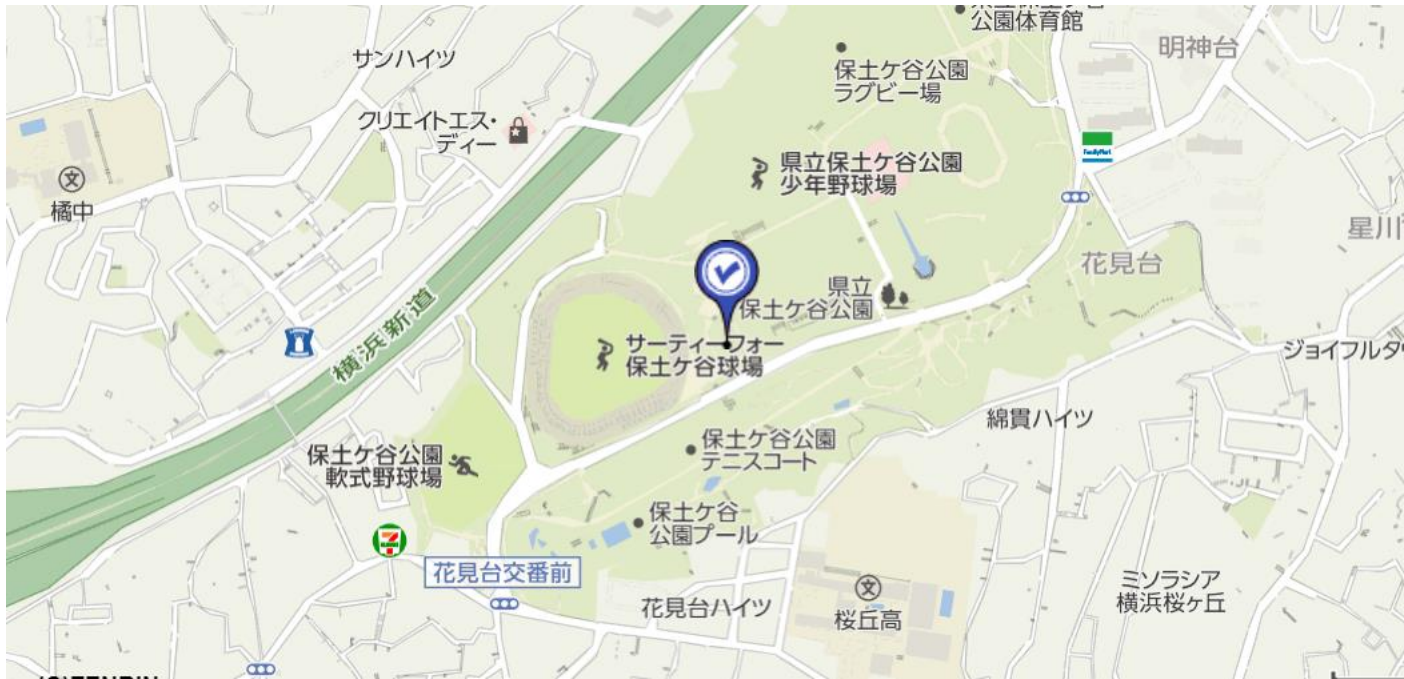 公園体育館
サンハイツ
明神台
保土ケ谷公園
ラグビー場
クリエイトエス・
ディー
FamilyMart
県立保土ケ谷公園
少年野球場
文
橘中
星川
花見台
県立
保土ケ谷公園
横浜新道
サーティーフォー
保土ケ谷球場
ジョイフルタ
綿貫ハイツ
保土ケ谷公園
テニスコート
保土ケ谷公園
軟式野球場
保土ケ谷
公園プール
7
花見台交番前
文
ミソラシア
横浜桜ヶ丘
花見台ハイツ
桜丘高